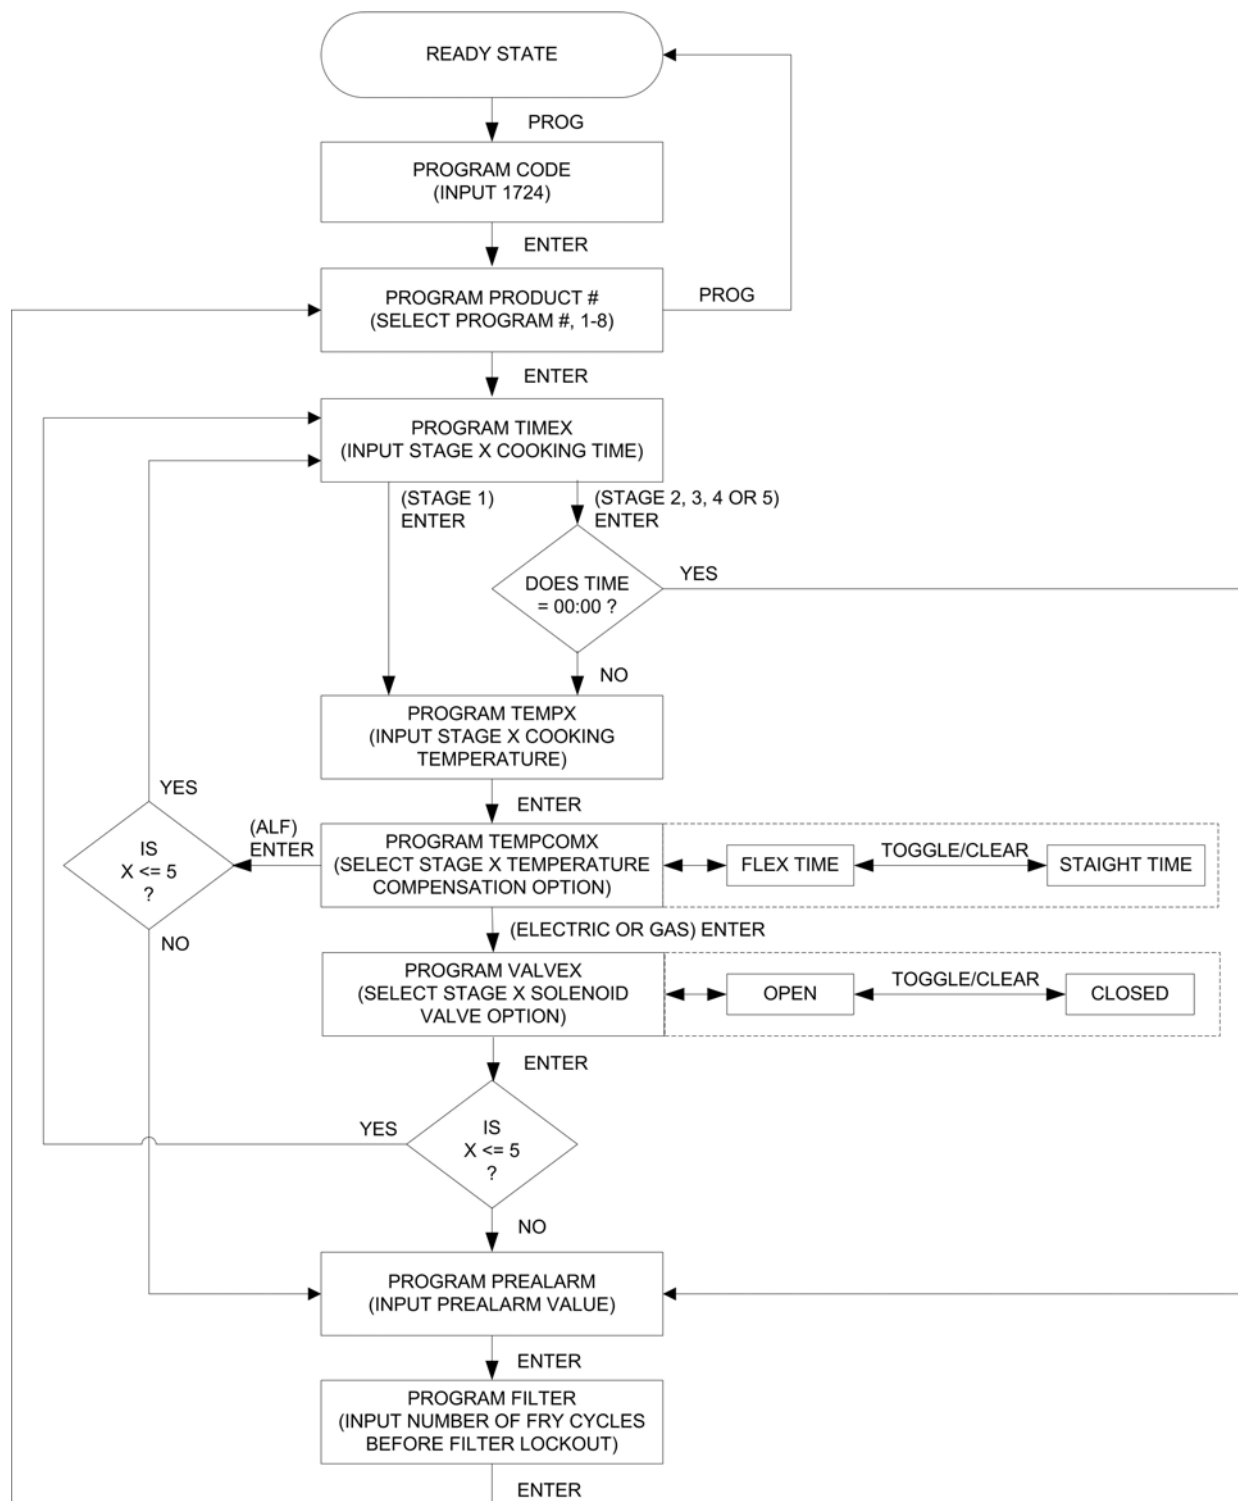 READY STATE
PROG
PROGRAM CODE
(INPUT 1724)
ENTER
PROGRAM PRODUCT #
(SELECT PROGRAM #, 1-8)
PROG
ENTER
PROGRAM TIMEX
(INPUT STAGE X COOKING TIME)
(STAGE 1)
ENTER
(STAGE 2, 3, 4 OR 5)
ENTER
DOES TIME
= 00:00 ?
YES
NO
PROGRAM TEMPX
(INPUT STAGE X COOKING
TEMPERATURE)
ENTER
YES
IS
X <= 5
?
NO
(ALF)
ENTER
PROGRAM TEMPCOMX
(SELECT STAGE X TEMPERATURE
COMPENSATION OPTION)
FLEX TIME
TOGGLE/CLEAR
STAIGHT TIME
(ELECTRIC OR GAS) ENTER
PROGRAM VALVEX
(SELECT STAGE X SOLENOID
VALVE OPTION)
OPEN
TOGGLE/CLEAR
CLOSED
ENTER
YES
IS
X <= 5
?
NO
PROGRAM PREALARM
(INPUT PREALARM VALUE)
ENTER
PROGRAM FILTER
(INPUT NUMBER OF FRY CYCLES
BEFORE FILTER LOCKOUT)
ENTER